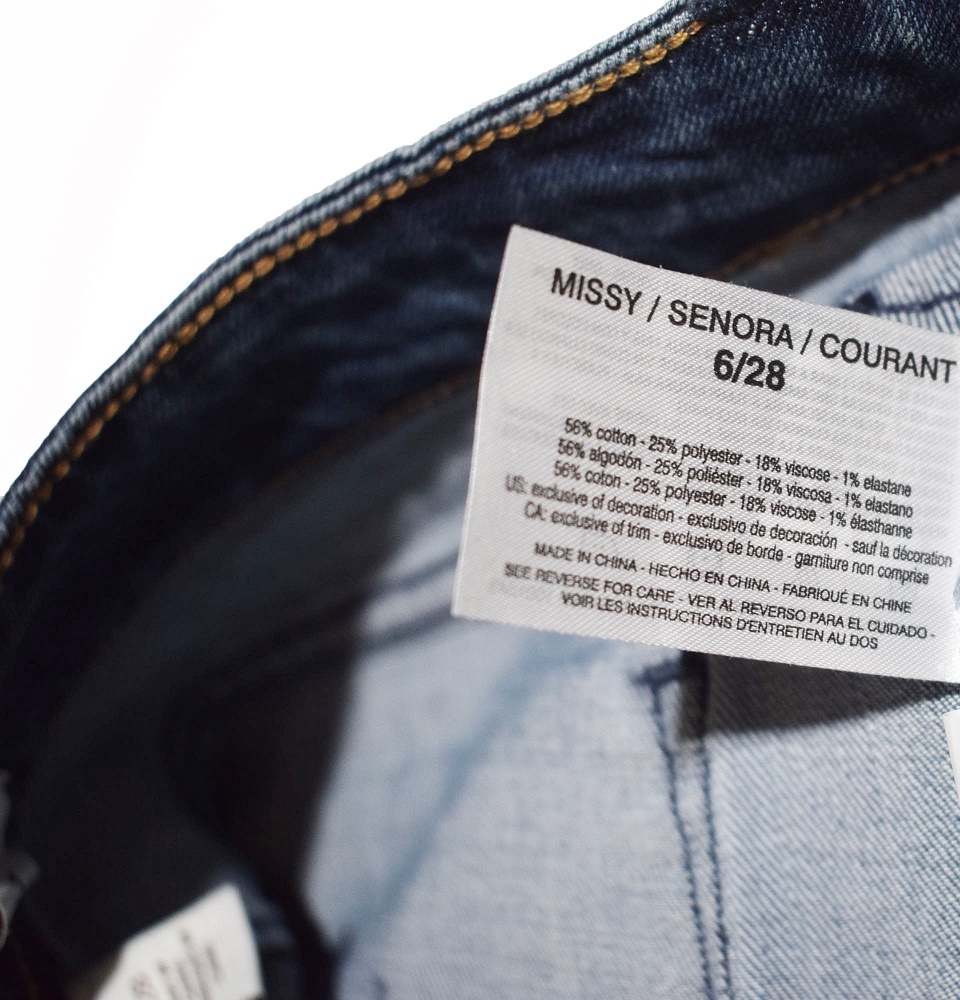 MISSY / SENORA / COURANT
6/28
56% cotton - 25% polyester - 18% viscose - 1% elastane
56% algodón - 25% poliéster - 18% viscosa - 1% elastano
56% coton - 25% polyester - 18% viscose - 1% élasthanne
US: exclusive of decoration - exclusivo de decoración - sauf la décoration
CA: exclusive of trim - exclusivo de borde - garniture non comprise
MADE IN CHINA - HECHO EN CHINA - FABRIQUÉ EN CHINE
SEE REVERSE FOR CARE - VER AL REVERSO PARA EL CUIDADO -
VOIR LES INSTRUCTIONS D'ENTRETIEN AU DOS